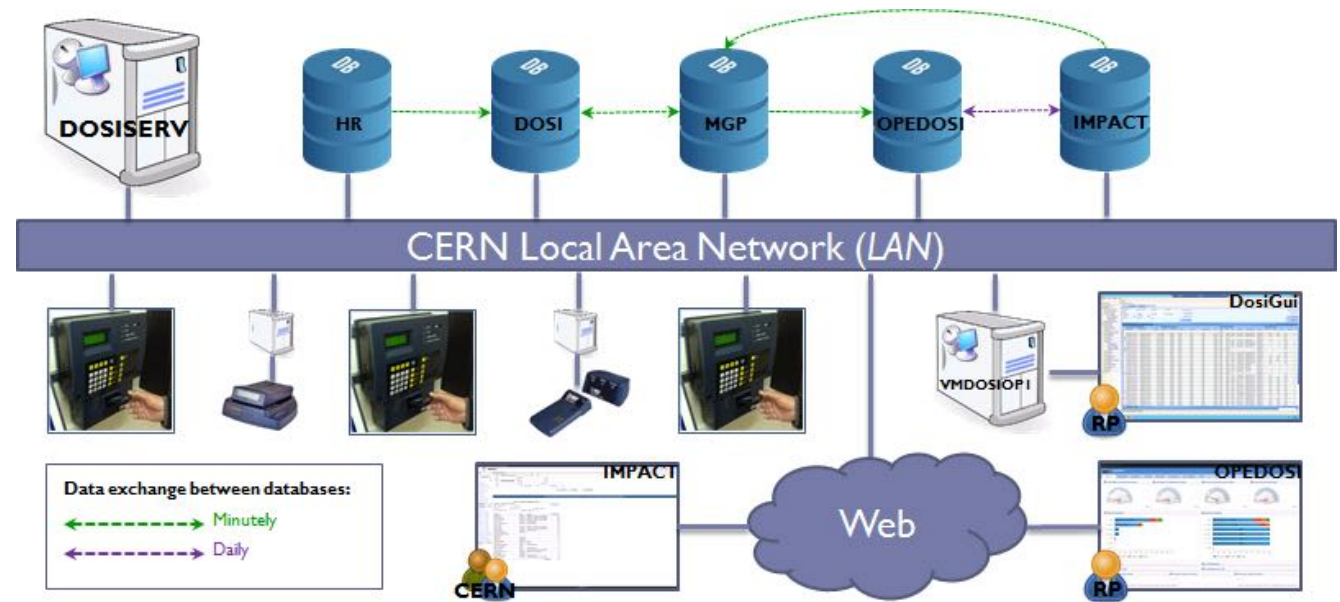 DOSISERV
DB
HR
DB
DOSI
DB
MGP
DB
OPEDOSI
DB
IMPACT
CERN Local Area Network (LAN)
DosiGui
VMDOSIOP1
RP
Data exchange between databases:
Minutely
Daily
IMPACT
CERN
Web
OPEDOSI
RP